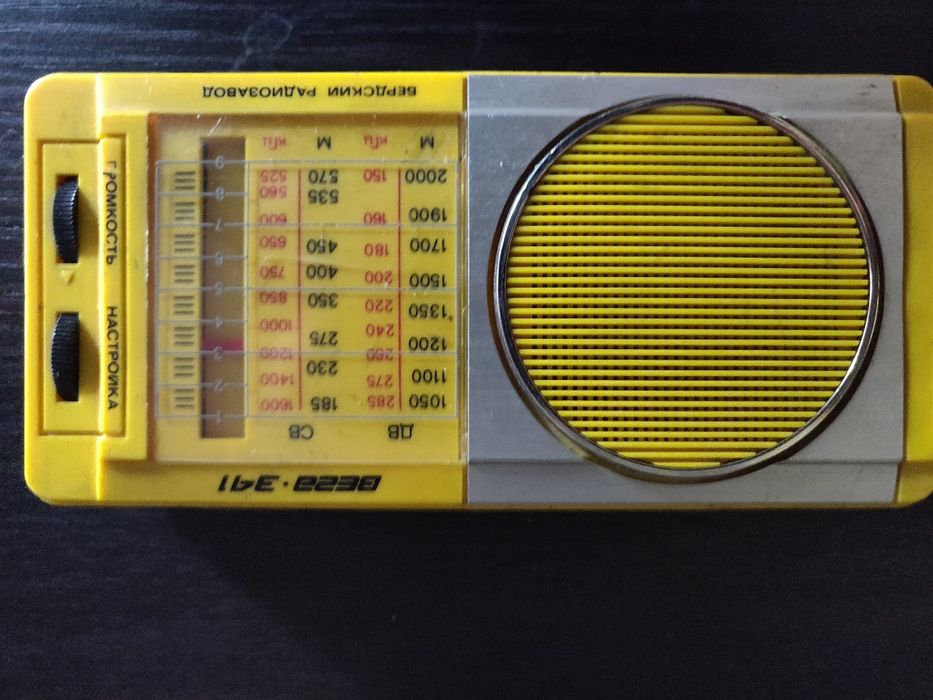 Вега·341
ДВ СВ
1050 285 185 1600 1
1100 275 230 1400 2
1200 260 275 1200 3
240 1000 4
1350 220 350 850 5
1500 200 400 750 6
1700 180 450 650 7
1900 160 600
535 560 8
2000 150 570 525 9
М кГц М кГц
БЕРДСКИЙ РАДИОЗАВОД
НАСТРОЙКА
ГРОМКОСТЬ